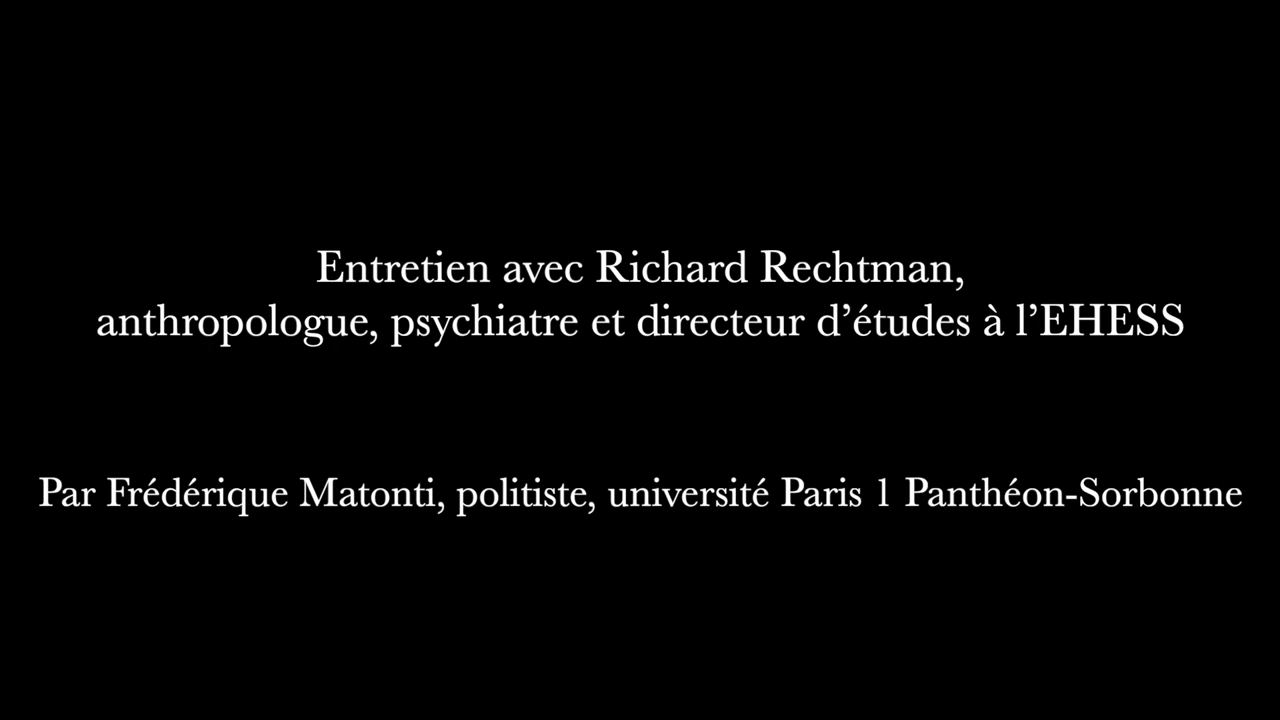 Entretien avec Richard Rechtman,
anthropologue, psychiatre et directeur d’études à l’EHESS
Par Frédérique Matonti, politiste, université Paris 1 Panthéon-Sorbonne